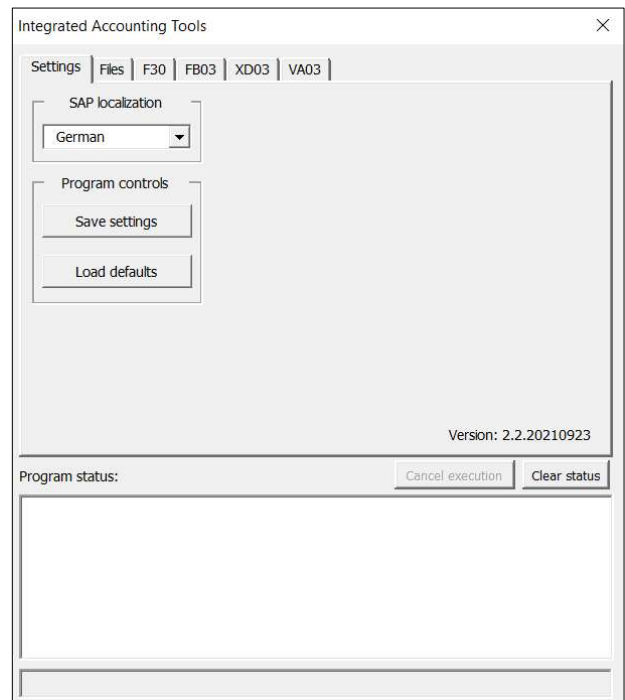 Integrated Accounting Tools
Settings Files F30 FB03 XD03 VA03
SAP localization
German
Program controls
Save settings
Load defaults
Version: 2.2.20210923
Program status:
Cancel execution
Clear status